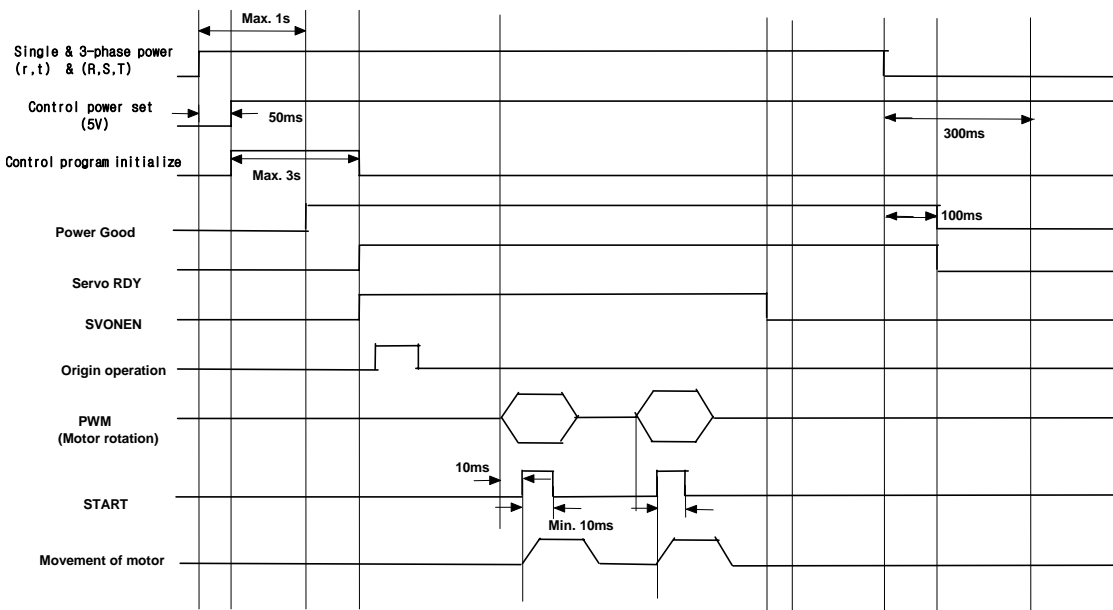 Max. 1s
Single & 3-phase power
(r,t) & (R,S,T)
Control power set
(5V)
50ms
300ms
Control program initialize
Max. 3s
100ms
Power Good
Servo RDY
SVONEN
Origin operation
PWM
(Motor rotation)
10ms
START
Min. 10ms
Movement of motor